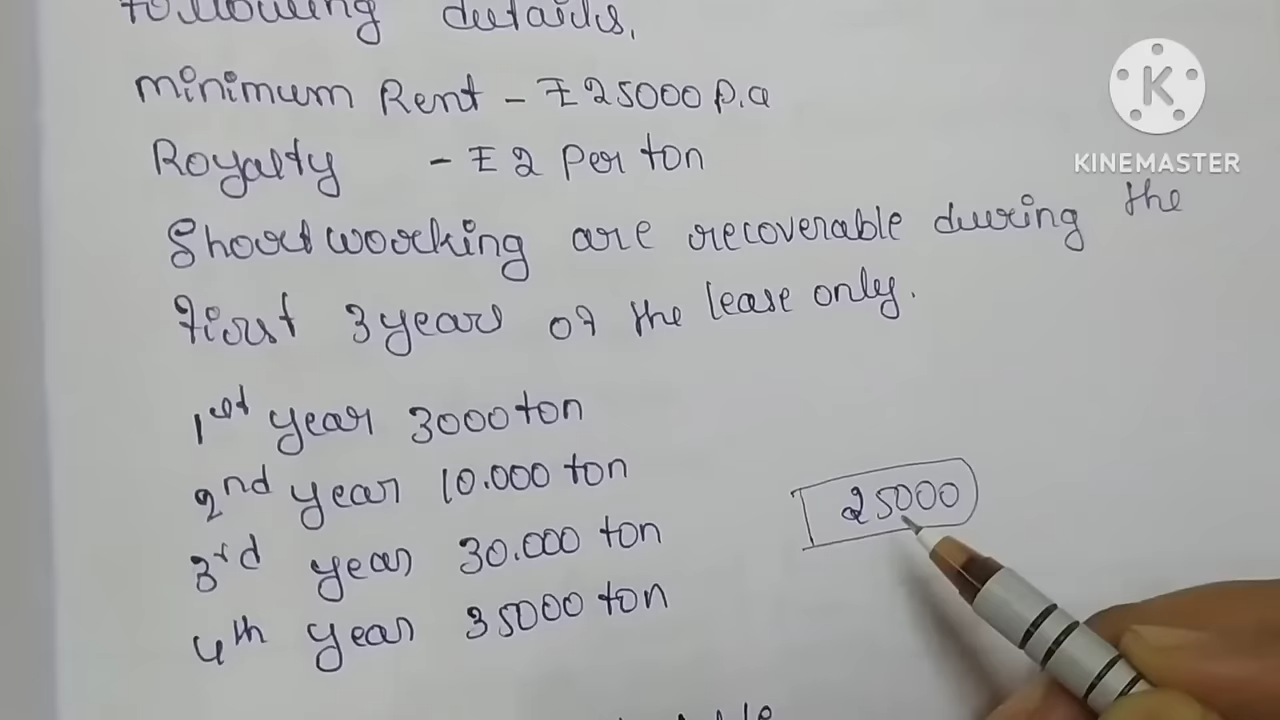 following details.
Minimum Rent - ₹25000 P.a
Royalty - ₹2 Per ton
Shortworking are recoverable during the
First 3 years of the lease only.
1st year 3000 ton
2nd year 10.000 ton
3rd year 30.000 ton
4th year 35000 ton
25000
K
KINEMASTER